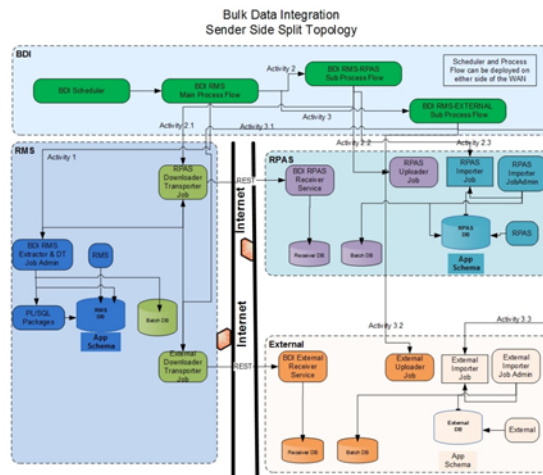 Bulk Data Integration
Sender Side Split Topology
BDI
BDI Scheduler
BDI RMS
Main Process Flow
Activity 2
BDI RMS-RPAS
Sub Process Flow
Activity 3
BDI RMS-EXTERNAL
Sub Process Flow
Scheduler and Process
Flow can be deployed on
either side of the WAN
Activity 2.1
Activity 3.1
Activity 2.2
Activity 2.3
RMS
Activity 1
RPAS
Downloader
Transporter
Job
BDI RMS
Extractor & DT
Job Admin
RMS
PL/SQL
Packages
RMS
DB
App
Schema
Batch DB
External
Downloader
Transporter
Job
REST
REST
Internet
Internet
RPAS
BDI RPAS
Receiver
Service
RPAS
Uploader
Job
RPAS
Importer
Job
RPAS
Importer
JobAdmin
Receiver DB
Batch DB
RPAS
DB
RPAS
App
Schema
Activity 3.2
Activity 3.3
External
BDI External
Receiver
Service
External
Uploader
Job
External
Importer
Job
External
Importer
Job Admin
Receiver DB
Batch DB
External
DB
External
App
Schema